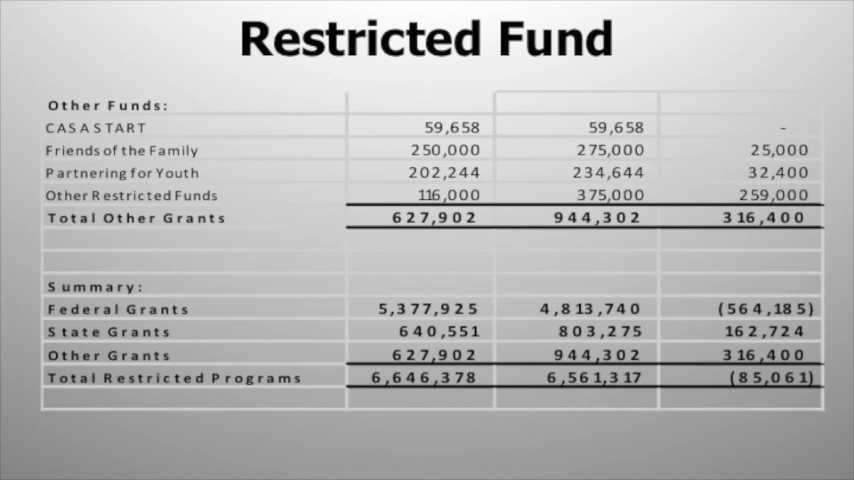 Restricted Fund
Other Funds:
CASASTART 59,658 59,658 -
Friends of the Family 250,000 275,000 25,000
Partnering for Youth 202,244 234,644 32,400
Other Restricted Funds 116,000 375,000 259,000
Total Other Grants 627,902 944,302 316,400
Summary:
Federal Grants 5,377,925 4,813,740 (564,185)
State Grants 640,551 803,275 162,724
Other Grants 627,902 944,302 316,400
Total Restricted Programs 6,646,378 6,561,317 (85,061)